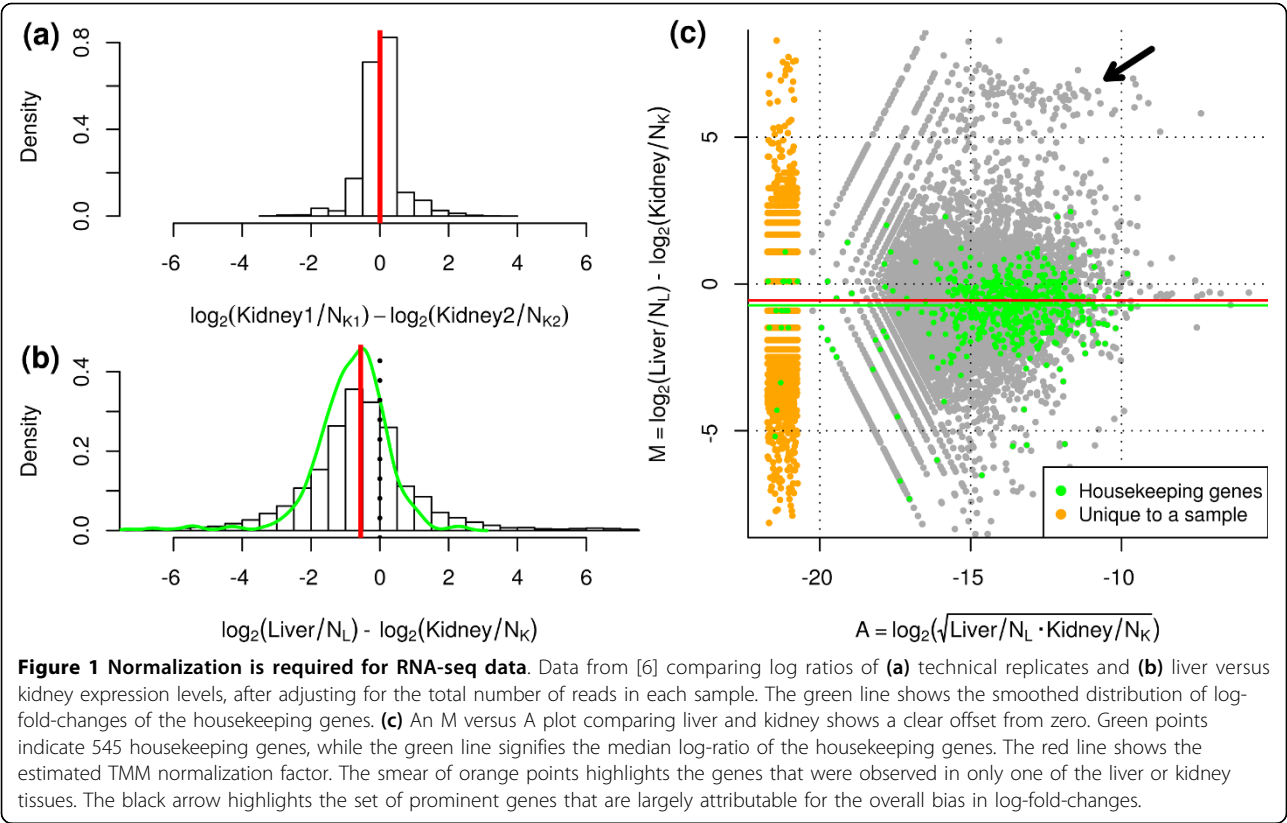 (a)
Density
0.0 0.4 0.8
-6 -4 -2 0 2 4 6
log₂(Kidney1/N_K1) − log₂(Kidney2/N_K2)
(b)
Density
0.0 0.2 0.4
-6 -4 -2 0 2 4 6
log₂(Liver/N_L) - log₂(Kidney/N_K)
(c)
M = log₂(Liver/N_L) - log₂(Kidney/N_K)
-5 0 5
Housekeeping genes
Unique to a sample
-20 -15 -10
A = log₂(√Liver/N_L · Kidney/N_K)
Figure 1 Normalization is required for RNA-seq data. Data from [6] comparing log ratios of (a) technical replicates and (b) liver versus
kidney expression levels, after adjusting for the total number of reads in each sample. The green line shows the smoothed distribution of log-
fold-changes of the housekeeping genes. (c) An M versus A plot comparing liver and kidney shows a clear offset from zero. Green points
indicate 545 housekeeping genes, while the green line signifies the median log-ratio of the housekeeping genes. The red line shows the
estimated TMM normalization factor. The smear of orange points highlights the genes that were observed in only one of the liver or kidney
tissues. The black arrow highlights the set of prominent genes that are largely attributable for the overall bias in log-fold-changes.